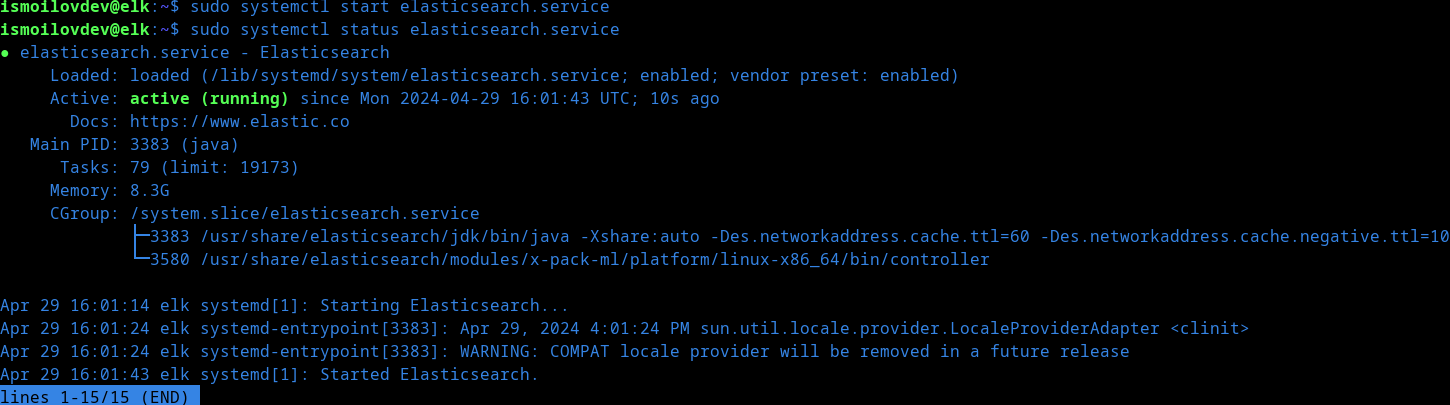 ismoilovdev@elk:~$ sudo systemctl start elasticsearch.service
ismoilovdev@elk:~$ sudo systemctl status elasticsearch.service
● elasticsearch.service - Elasticsearch
     Loaded: loaded (/lib/systemd/system/elasticsearch.service; enabled; vendor preset: enabled)
     Active: active (running) since Mon 2024-04-29 16:01:43 UTC; 10s ago
       Docs: https://www.elastic.co
   Main PID: 3383 (java)
      Tasks: 79 (limit: 19173)
     Memory: 8.3G
     CGroup: /system.slice/elasticsearch.service
             ├─3383 /usr/share/elasticsearch/jdk/bin/java -Xshare:auto -Des.networkaddress.cache.ttl=60 -Des.networkaddress.cache.negative.ttl=10
             └─3580 /usr/share/elasticsearch/modules/x-pack-ml/platform/linux-x86_64/bin/controller

Apr 29 16:01:14 elk systemd[1]: Starting Elasticsearch...
Apr 29 16:01:24 elk systemd-entrypoint[3383]: Apr 29, 2024 4:01:24 PM sun.util.locale.provider.LocaleProviderAdapter <clinit>
Apr 29 16:01:24 elk systemd-entrypoint[3383]: WARNING: COMPAT locale provider will be removed in a future release
Apr 29 16:01:43 elk systemd[1]: Started Elasticsearch.
lines 1-15/15 (END)